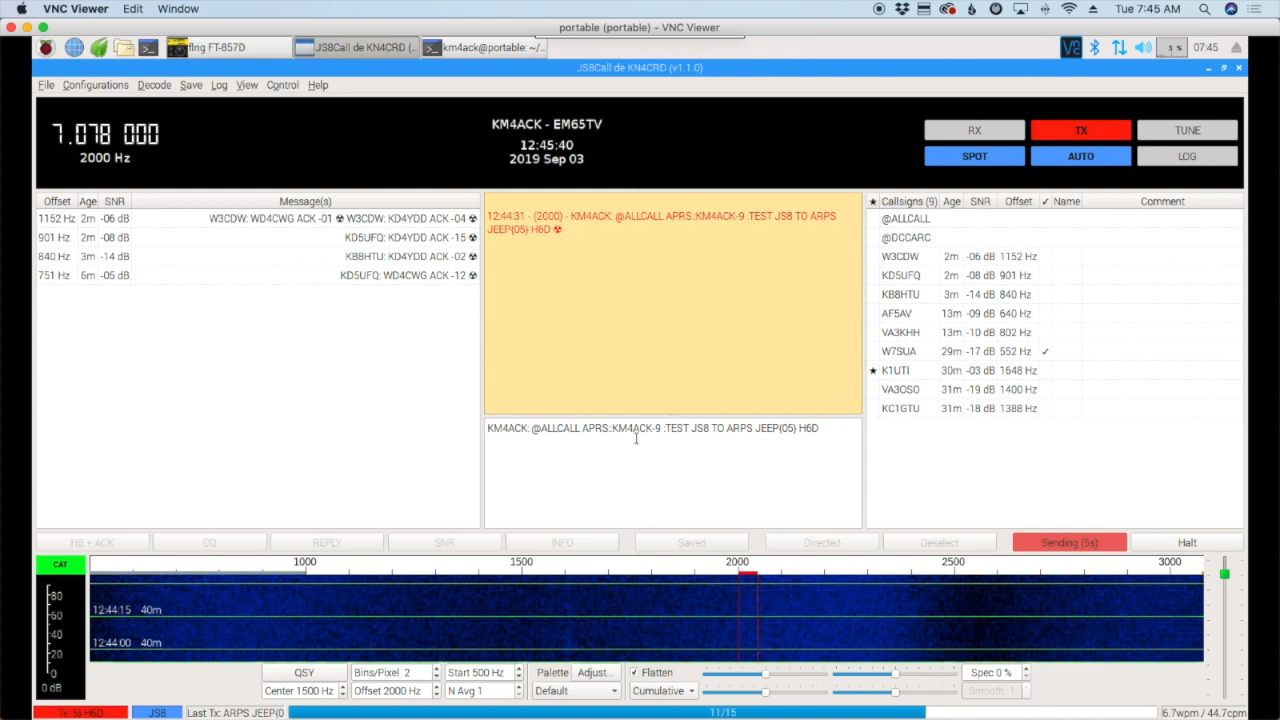 VNC Viewer Edit Window Tue 7:45 AM
portable (portable) - VNC Viewer
flrig FT-857D JS8Call de KN4CRD (... km4ack@portable: ~/... 3 % 07:45
JS8Call de KN4CRD (v1.1.0)
File Configurations Decode Save Log View Control Help
7.078 000
2000 Hz
KM4ACK - EM65TV
12:45:40
2019 Sep 03
RX TX TUNE
SPOT AUTO LOG
Offset Age SNR Message(s)
1152 Hz 2m -06 dB W3CDW: WD4CWG ACK -01 ☢ W3CDW: KD4YDD ACK -04 ☢
901 Hz 2m -08 dB KD5UFQ: KD4YDD ACK -15 ☢
840 Hz 3m -14 dB KB8HTU: KD4YDD ACK -02 ☢
751 Hz 6m -05 dB KD5UFQ: WD4CWG ACK -12 ☢
12:44:31 - (2000) - KM4ACK: @ALLCALL APRS::KM4ACK-9 :TEST JS8 TO ARPS
JEEP{05} H6D ☢
KM4ACK: @ALLCALL APRS::KM4ACK-9 :TEST JS8 TO ARPS JEEP{05} H6D
★ Callsigns (9) Age SNR Offset ✓ Name Comment
@ALLCALL
@DCCARC
W3CDW 2m -06 dB 1152 Hz
KD5UFQ 2m -08 dB 901 Hz
KB8HTU 3m -14 dB 840 Hz
AF5AV 13m -09 dB 640 Hz
VA3KHH 13m -10 dB 802 Hz
W7SUA 29m -17 dB 552 Hz ✓
★ K1UTI 30m -03 dB 1648 Hz
VA3OSO 31m -19 dB 1400 Hz
KC1GTU 31m -18 dB 1388 Hz
HB + ACK CQ REPLY SNR INFO Saved Directed Deselect Sending (5s) Halt
CAT
1000 1500 2000 2500 3000
80
60
40
20
0
0 dB
12:44:15 40m
12:44:00 40m
QSY Bins/Pixel 2 Start 500 Hz Palette Adjust... Flatten Spec 0 %
Center 1500 Hz Offset 2000 Hz N Avg 1 Default Cumulative Smooth 1
Tx: 5} H6D JS8 Last Tx: ARPS JEEP{0 11/15 6.7wpm / 44.7cpm